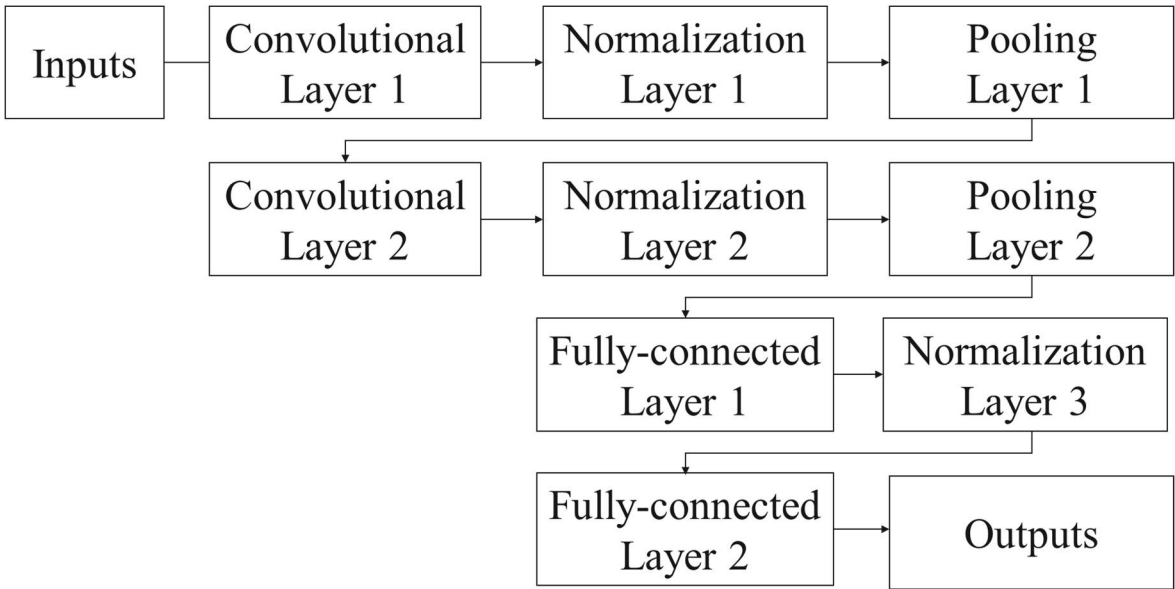 Inputs
Convolutional
Layer 1
Normalization
Layer 1
Pooling
Layer 1
Convolutional
Layer 2
Normalization
Layer 2
Pooling
Layer 2
Fully-connected
Layer 1
Normalization
Layer 3
Fully-connected
Layer 2
Outputs